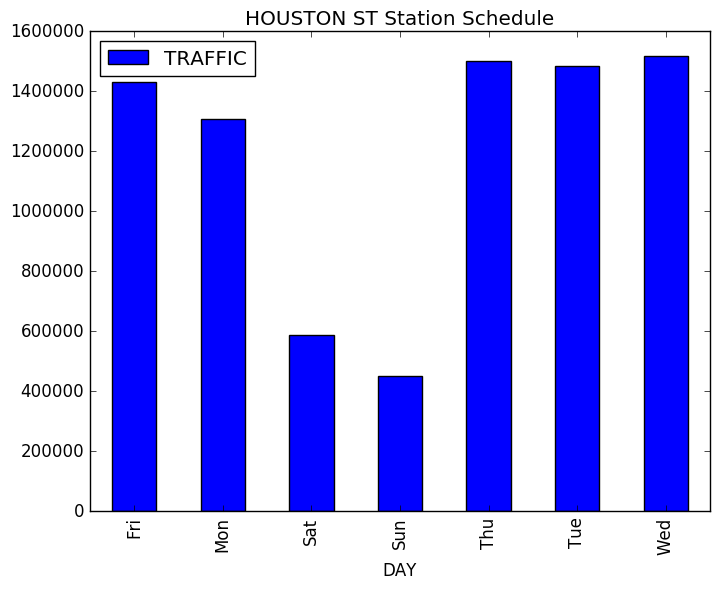 HOUSTON ST Station Schedule
TRAFFIC
1600000
1400000
1200000
1000000
800000
600000
400000
200000
0
Fri
Mon
Sat
Sun
Thu
Tue
Wed
DAY